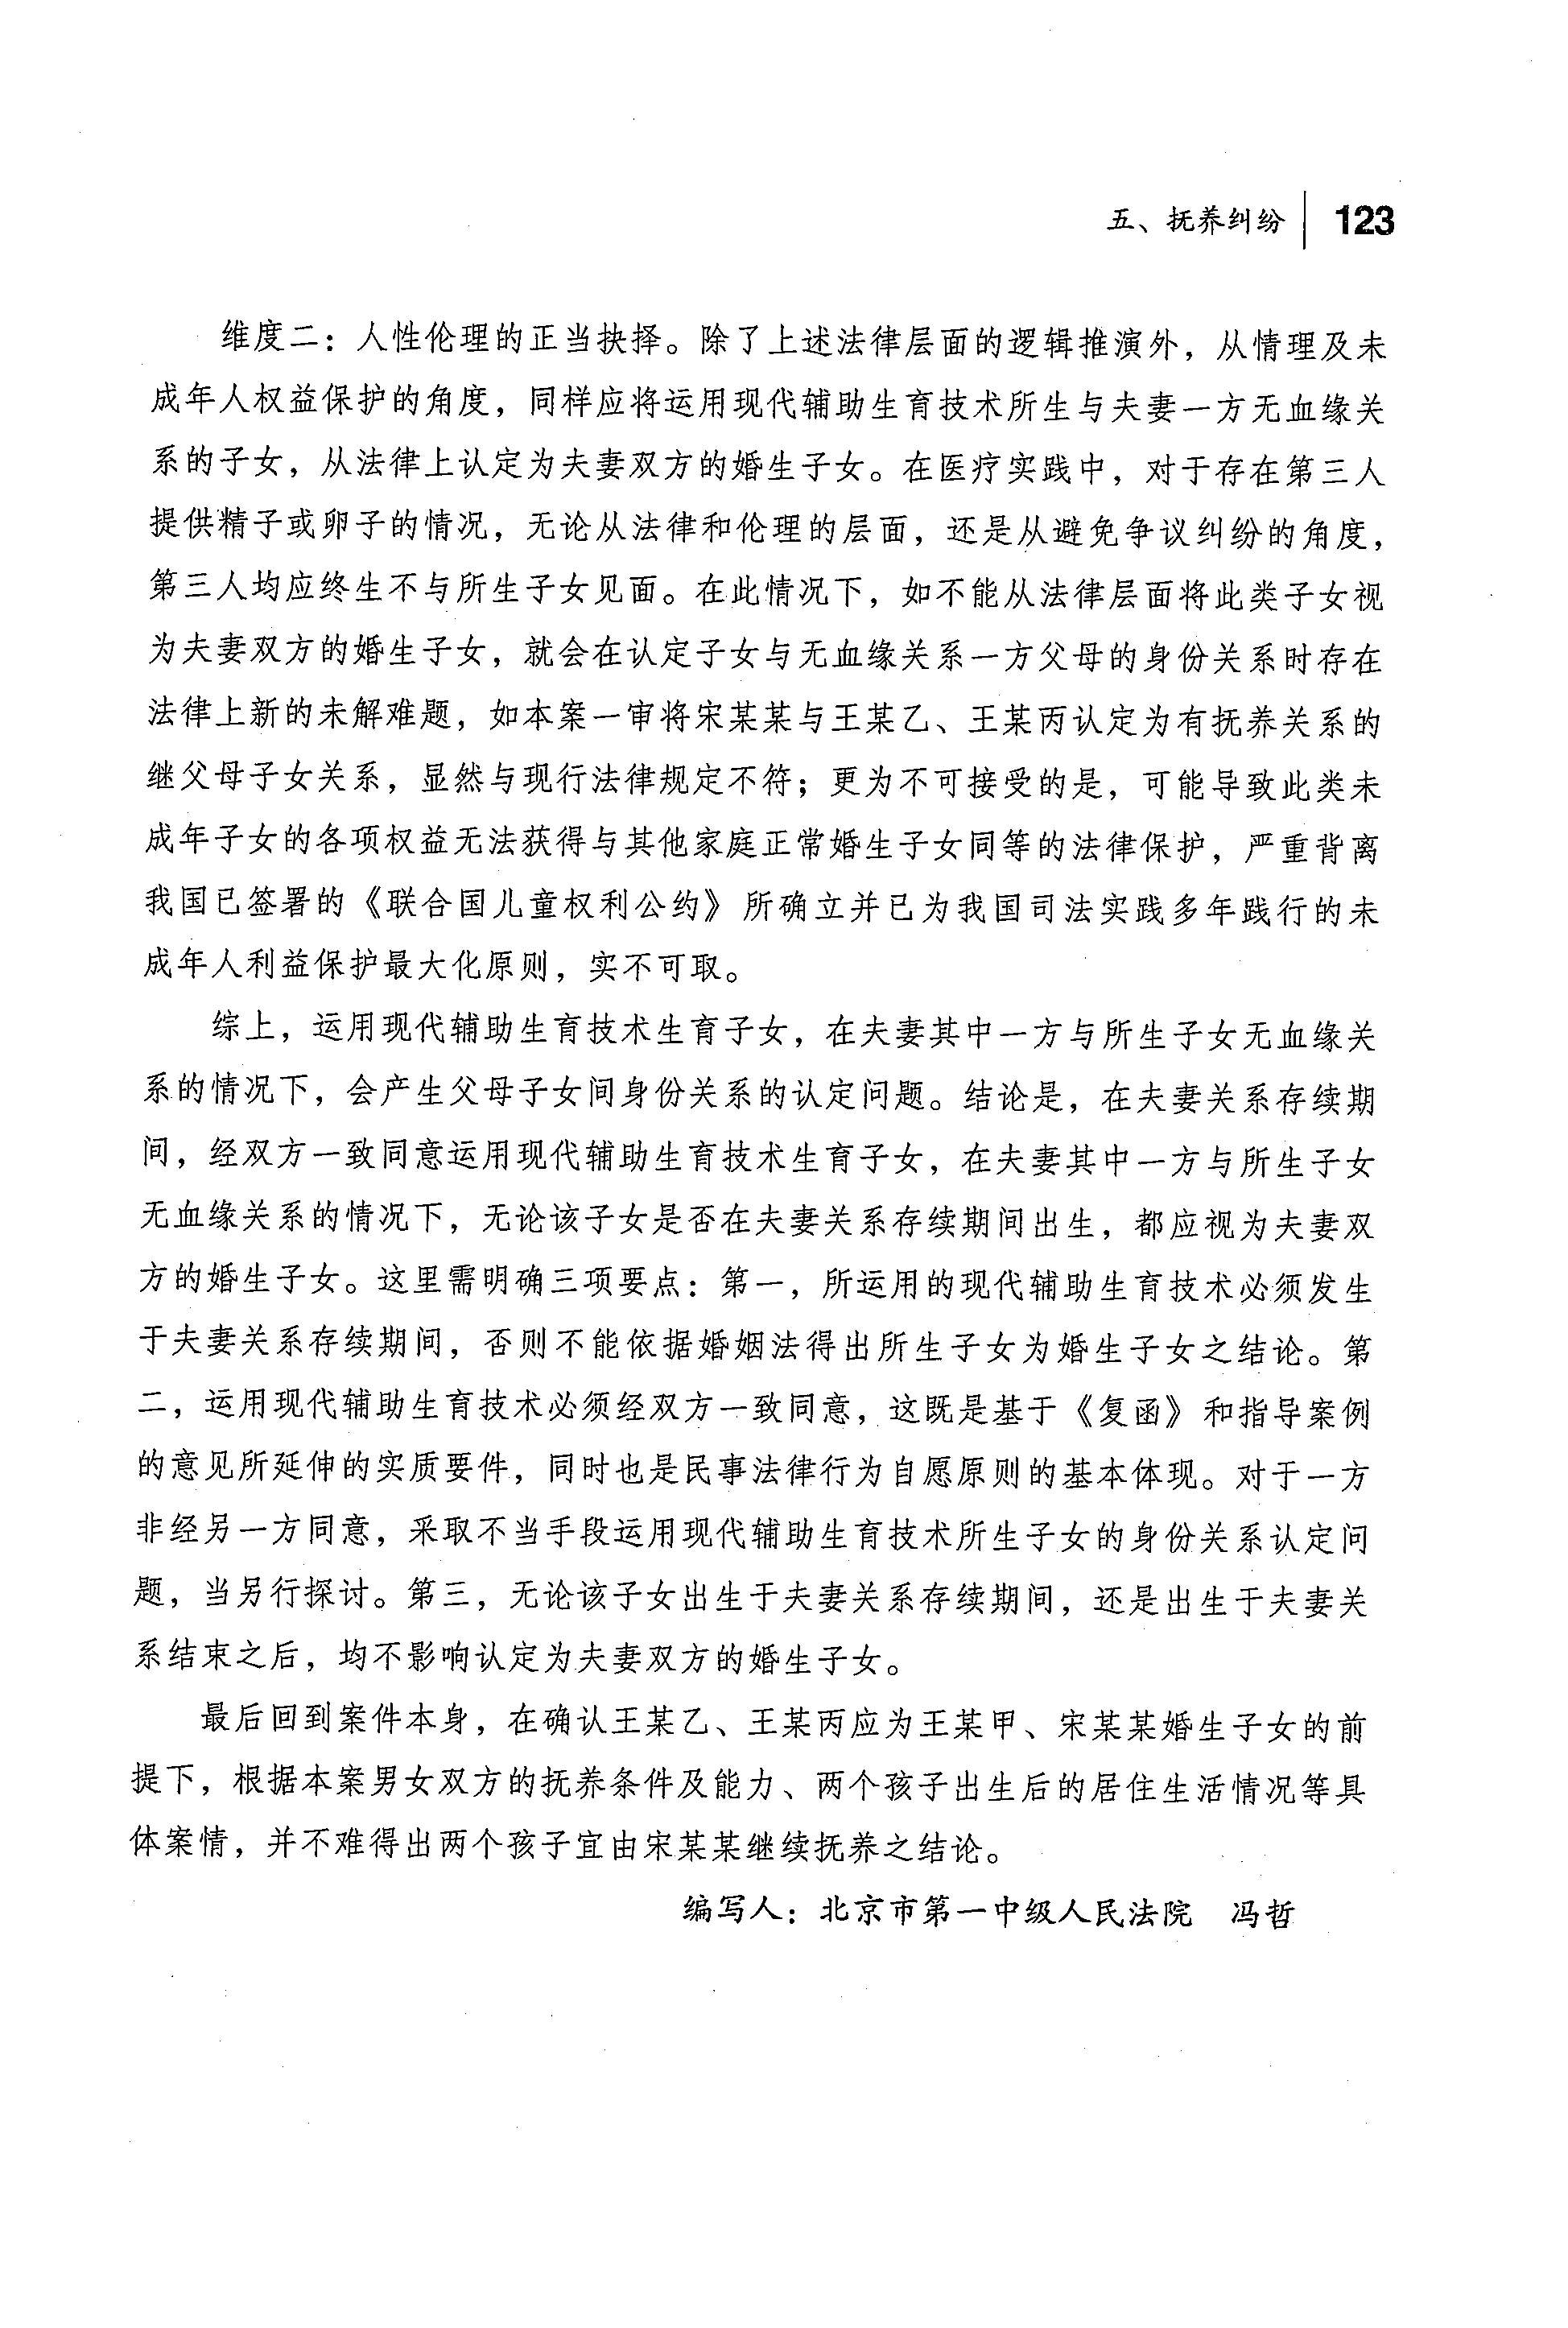 五、抚养纠纷 123
维度二：人性伦理的正当抉择。除了上述法律层面的逻辑推演外，从情理及未
成年人权益保护的角度，同样应将运用现代辅助生育技术所生与夫妻一方无血缘关
系的子女，从法律上认定为夫妻双方的婚生子女。在医疗实践中，对于存在第三人
提供精子或卵子的情况，无论从法律和伦理的层面，还是从避免争议纠纷的角度，
第三人均应终生不与所生子女见面。在此情况下，如不能从法律层面将此类子女视
为夫妻双方的婚生子女，就会在认定子女与无血缘关系一方父母的身份关系时存在
法律上新的未解难题，如本案一审将宋某某与王某乙、王某丙认定为有抚养关系的
继父母子女关系，显然与现行法律规定不符；更为不可接受的是，可能导致此类未
成年子女的各项权益无法获得与其他家庭正常婚生子女同等的法律保护，严重背离
我国已签署的《联合国儿童权利公约》所确立并已为我国司法实践多年践行的未
成年人利益保护最大化原则，实不可取。
综上，运用现代辅助生育技术生育子女，在夫妻其中一方与所生子女无血缘关
系的情况下，会产生父母子女间身份关系的认定问题。结论是，在夫妻关系存续期
间，经双方一致同意运用现代辅助生育技术生育子女，在夫妻其中一方与所生子女
无血缘关系的情况下，无论该子女是否在夫妻关系存续期间出生，都应视为夫妻双
方的婚生子女。这里需明确三项要点：第一，所运用的现代辅助生育技术必须发生
于夫妻关系存续期间，否则不能依据婚姻法得出所生子女为婚生子女之结论。第
二，运用现代辅助生育技术必须经双方一致同意，这既是基于《复函》和指导案例
的意见所延伸的实质要件，同时也是民事法律行为自愿原则的基本体现。对于一方
非经另一方同意，采取不当手段运用现代辅助生育技术所生子女的身份关系认定问
题，当另行探讨。第三，无论该子女出生于夫妻关系存续期间，还是出生于夫妻关
系结束之后，均不影响认定为夫妻双方的婚生子女。
最后回到案件本身，在确认王某乙、王某丙应为王某甲、宋某某婚生子女的前
提下，根据本案男女双方的抚养条件及能力、两个孩子出生后的居住生活情况等具
体案情，并不难得出两个孩子宜由宋某某继续抚养之结论。
编写人：北京市第一中级人民法院 冯哲